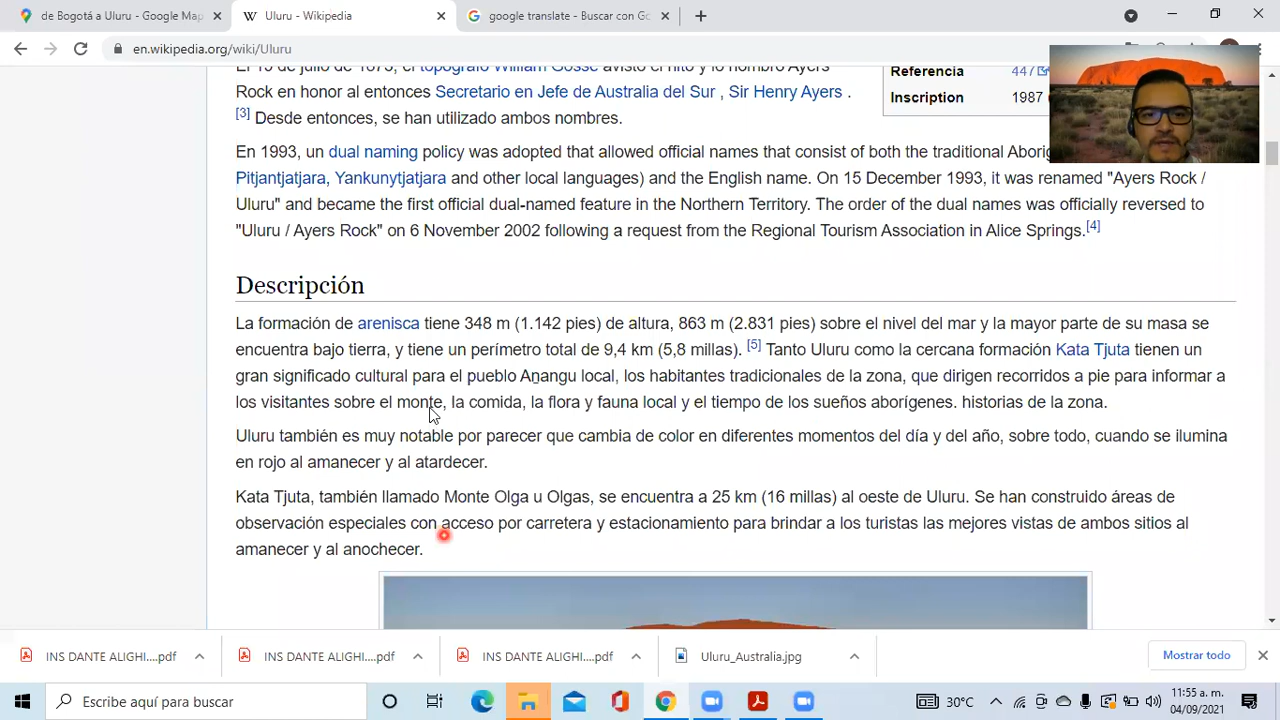 de Bogotá a Uluru - Google Map
Uluru - Wikipedia
google translate - Buscar con Go
en.wikipedia.org/wiki/Uluru
El 19 de julio de 1873, el topógrafo William Gosse avistó el hito y lo nombró Ayers
Rock en honor al entonces Secretario en Jefe de Australia del Sur , Sir Henry Ayers .
[3] Desde entonces, se han utilizado ambos nombres.
Referencia 447
Inscription 1987
En 1993, un dual naming policy was adopted that allowed official names that consist of both the traditional
Pitjantjatjara, Yankunytjatjara and other local languages) and the English name. On 15 December 1993, it was renamed "Ayers Rock /
Uluru" and became the first official dual-named feature in the Northern Territory. The order of the dual names was officially reversed to
"Uluru / Ayers Rock" on 6 November 2002 following a request from the Regional Tourism Association in Alice Springs.[4]
Descripción
La formación de arenisca tiene 348 m (1.142 pies) de altura, 863 m (2.831 pies) sobre el nivel del mar y la mayor parte de su masa se
encuentra bajo tierra, y tiene un perímetro total de 9,4 km (5,8 millas). [5] Tanto Uluru como la cercana formación Kata Tjuta tienen un
gran significado cultural para el pueblo Aṉangu local, los habitantes tradicionales de la zona, que dirigen recorridos a pie para informar a
los visitantes sobre el monte, la comida, la flora y fauna local y el tiempo de los sueños aborígenes. historias de la zona.
Uluru también es muy notable por parecer que cambia de color en diferentes momentos del día y del año, sobre todo, cuando se ilumina
en rojo al amanecer y al atardecer.
Kata Tjuta, también llamado Monte Olga u Olgas, se encuentra a 25 km (16 millas) al oeste de Uluru. Se han construido áreas de
observación especiales con acceso por carretera y estacionamiento para brindar a los turistas las mejores vistas de ambos sitios al
amanecer y al anochecer.
INS DANTE ALIGHI....pdf
INS DANTE ALIGHI....pdf
INS DANTE ALIGHI....pdf
Uluru_Australia.jpg
Mostrar todo
Escribe aquí para buscar
30°C
11:55 a. m.
04/09/2021